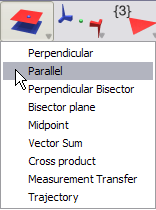 {3}
Perpendicular
Parallel
Perpendicular Bisector
Bisector plane
Midpoint
Vector Sum
Cross product
Measurement Transfer
Trajectory